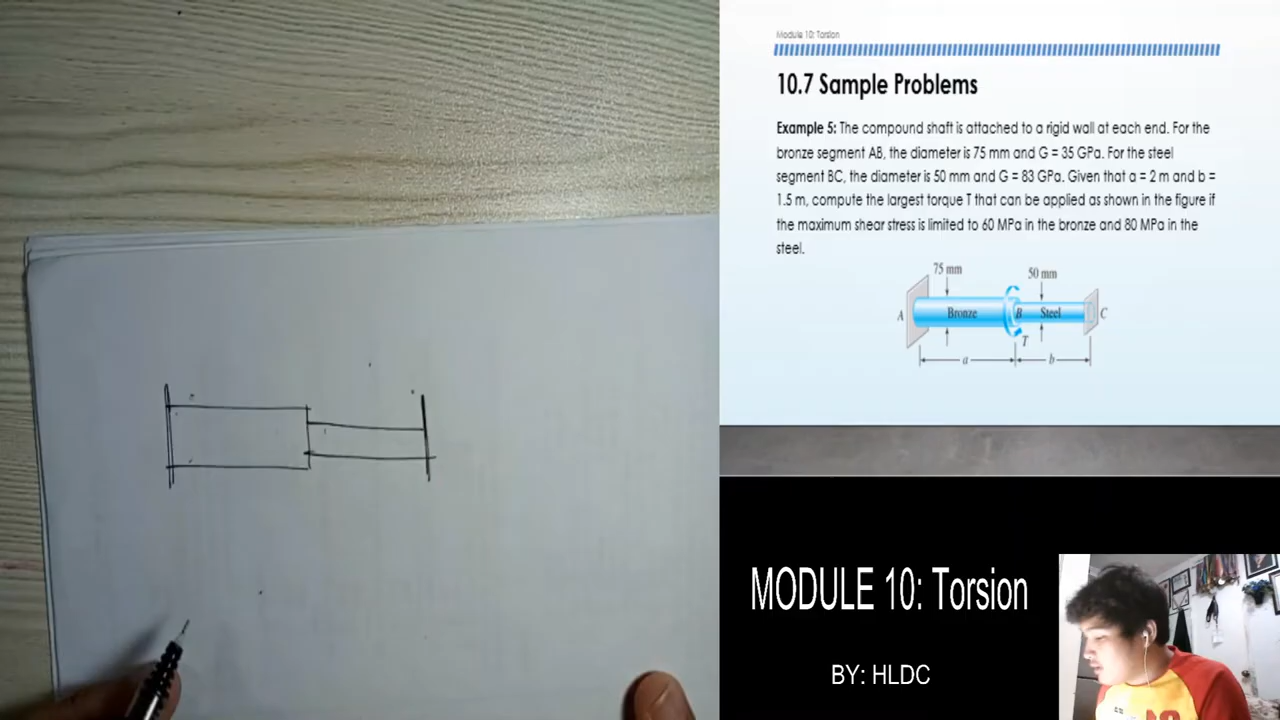 Module 10: Torsion
10.7 Sample Problems
Example 5: The compound shaft is attached to a rigid wall at each end. For the
bronze segment AB, the diameter is 75 mm and G = 35 GPa. For the steel
segment BC, the diameter is 50 mm and G = 83 GPa. Given that a = 2 m and b =
1.5 m, compute the largest torque T that can be applied as shown in the figure if
the maximum shear stress is limited to 60 MPa in the bronze and 80 MPa in the
steel.
75 mm
50 mm
A
Bronze
B
Steel
C
T
a
b
MODULE 10: Torsion
BY: HLDC